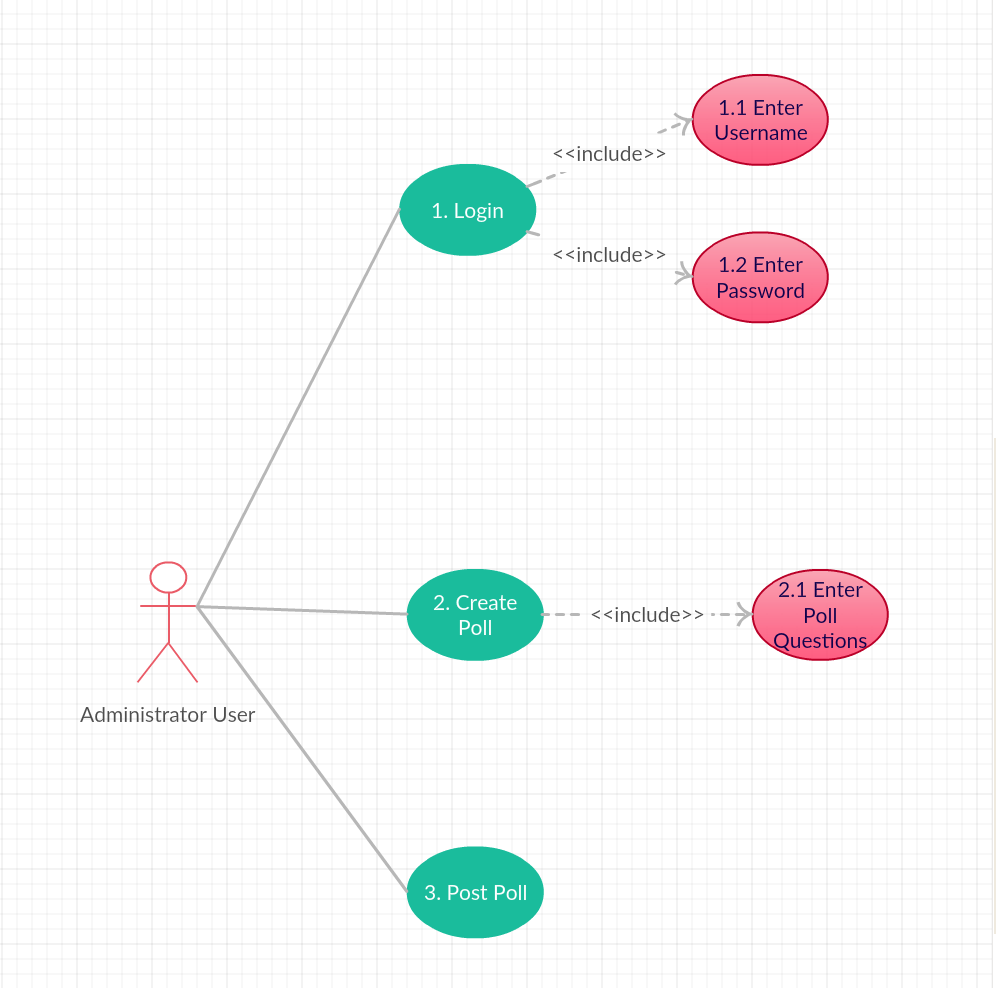 1.1 Enter
Username
<<include>>
1. Login
<<include>>
1.2 Enter
Password
2. Create
Poll
<<include>>
2.1 Enter
Poll
Questions
Administrator User
3. Post Poll